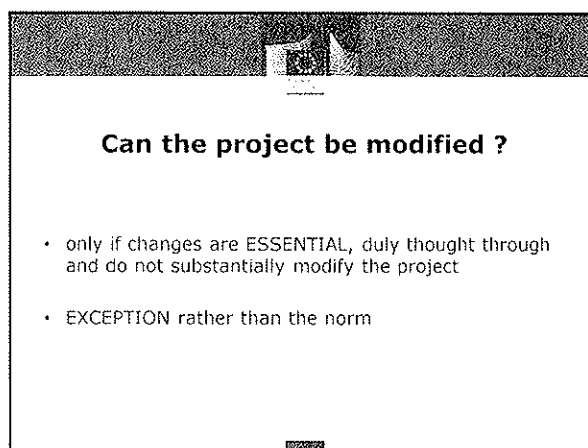 Can the project be modified ?
• only if changes are ESSENTIAL, duly thought through
and do not substantially modify the project
• EXCEPTION rather than the norm